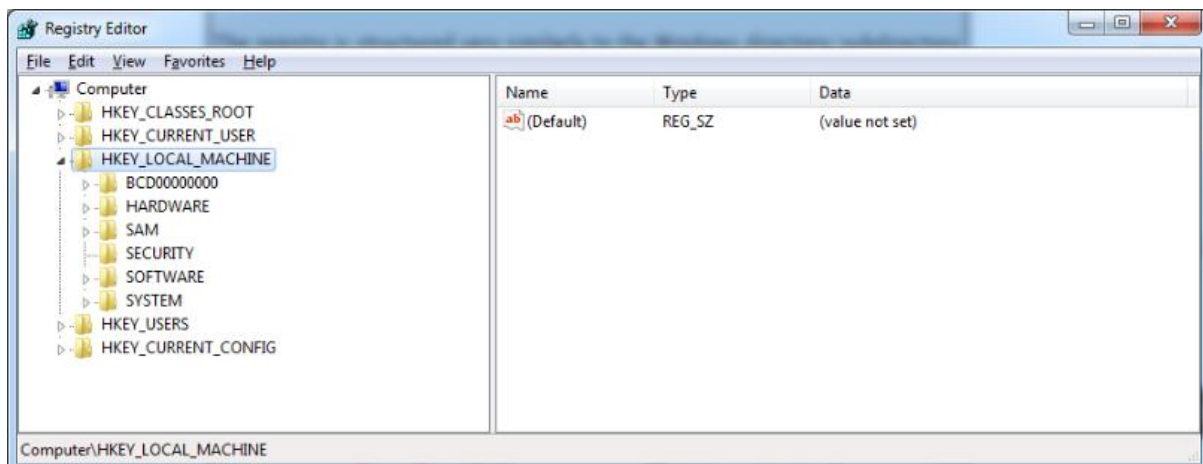 Registry Editor
File Edit View Favorites Help
Computer
HKEY_CLASSES_ROOT
HKEY_CURRENT_USER
HKEY_LOCAL_MACHINE
BCD00000000
HARDWARE
SAM
SECURITY
SOFTWARE
SYSTEM
HKEY_USERS
HKEY_CURRENT_CONFIG
Name Type Data
ab (Default) REG_SZ (value not set)
Computer\HKEY_LOCAL_MACHINE